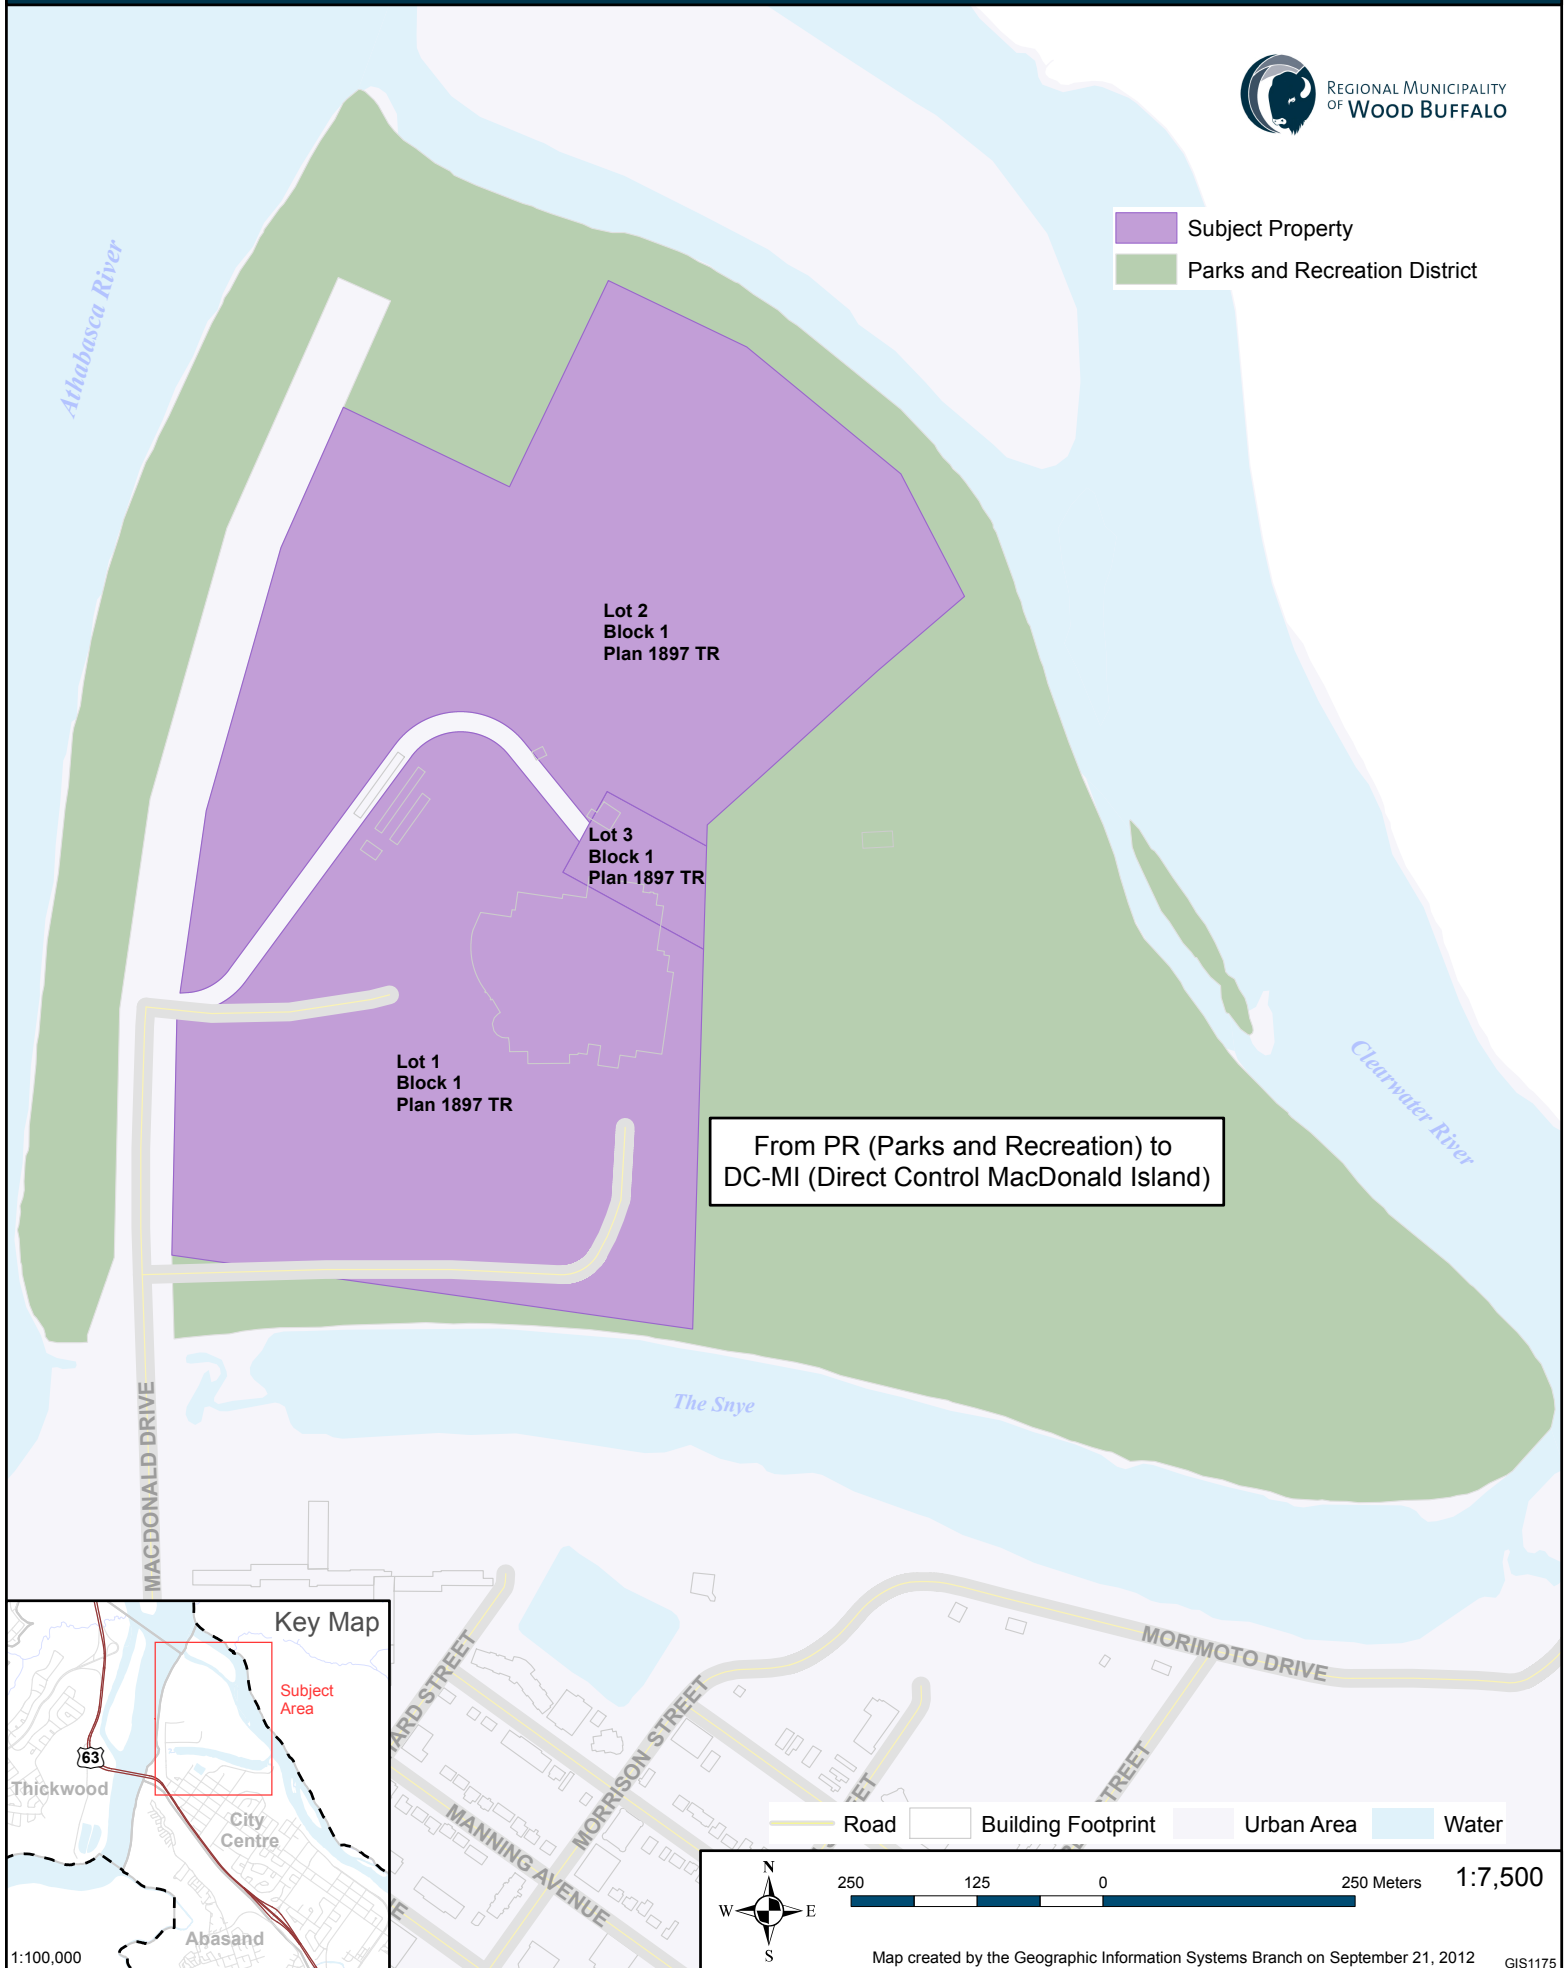 REGIONAL MUNICIPALITY
OF WOOD BUFFALO
Subject Property
Parks and Recreation District
Athabasca River
Lot 2
Block 1
Plan 1897 TR
Lot 3
Block 1
Plan 1897 TR
Lot 1
Block 1
Plan 1897 TR
From PR (Parks and Recreation) to
DC-MI (Direct Control MacDonald Island)
Clearwater River
The Snye
MACDONALD DRIVE
MORIMOTO DRIVE
MORRISON STREET
MANNING AVENUE
Key Map
Subject
Area
63
Thickwood
City
Centre
Abasand
1:100,000
Road
Building Footprint
Urban Area
Water
N
W
E
S
250
125
0
250 Meters
1:7,500
Map created by the Geographic Information Systems Branch on September 21, 2012
GIS1175